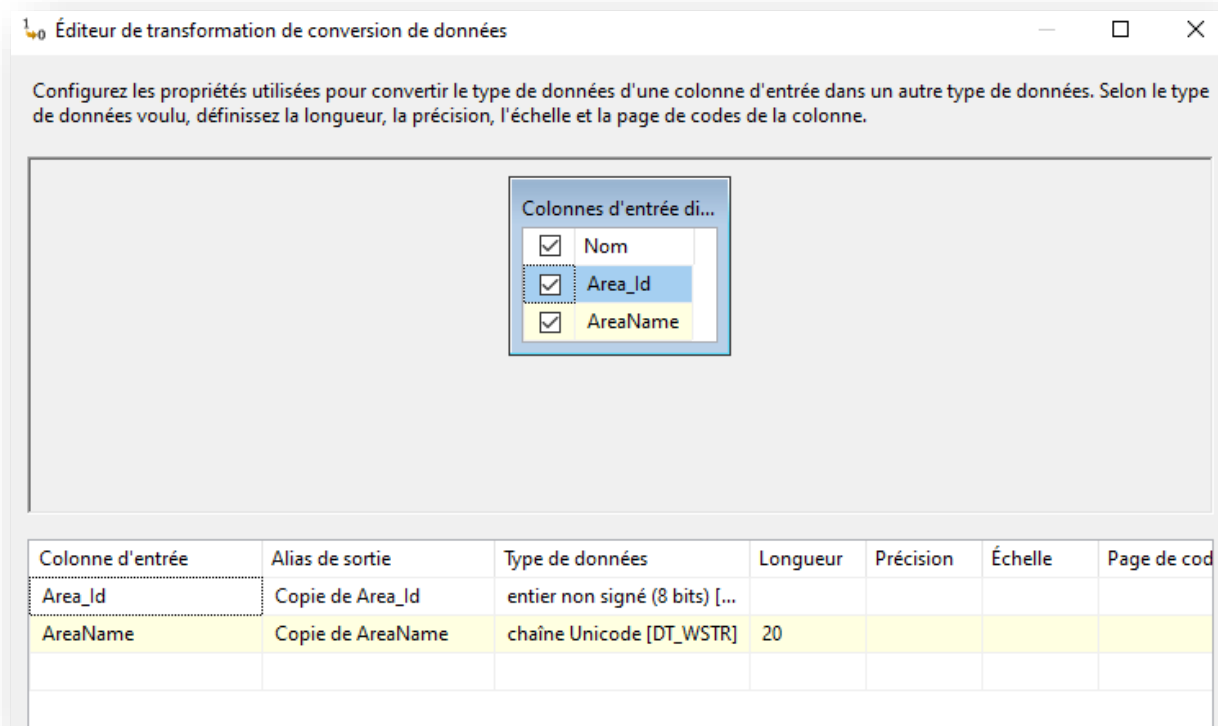 Éditeur de transformation de conversion de données
Configurez les propriétés utilisées pour convertir le type de données d'une colonne d'entrée dans un autre type de données. Selon le type
de données voulu, définissez la longueur, la précision, l'échelle et la page de codes de la colonne.
Colonnes d'entrée di...
Nom
Area_Id
AreaName
Colonne d'entrée Alias de sortie Type de données Longueur Précision Échelle Page de cod
Area_Id Copie de Area_Id entier non signé (8 bits) [...
AreaName Copie de AreaName chaîne Unicode [DT_WSTR] 20